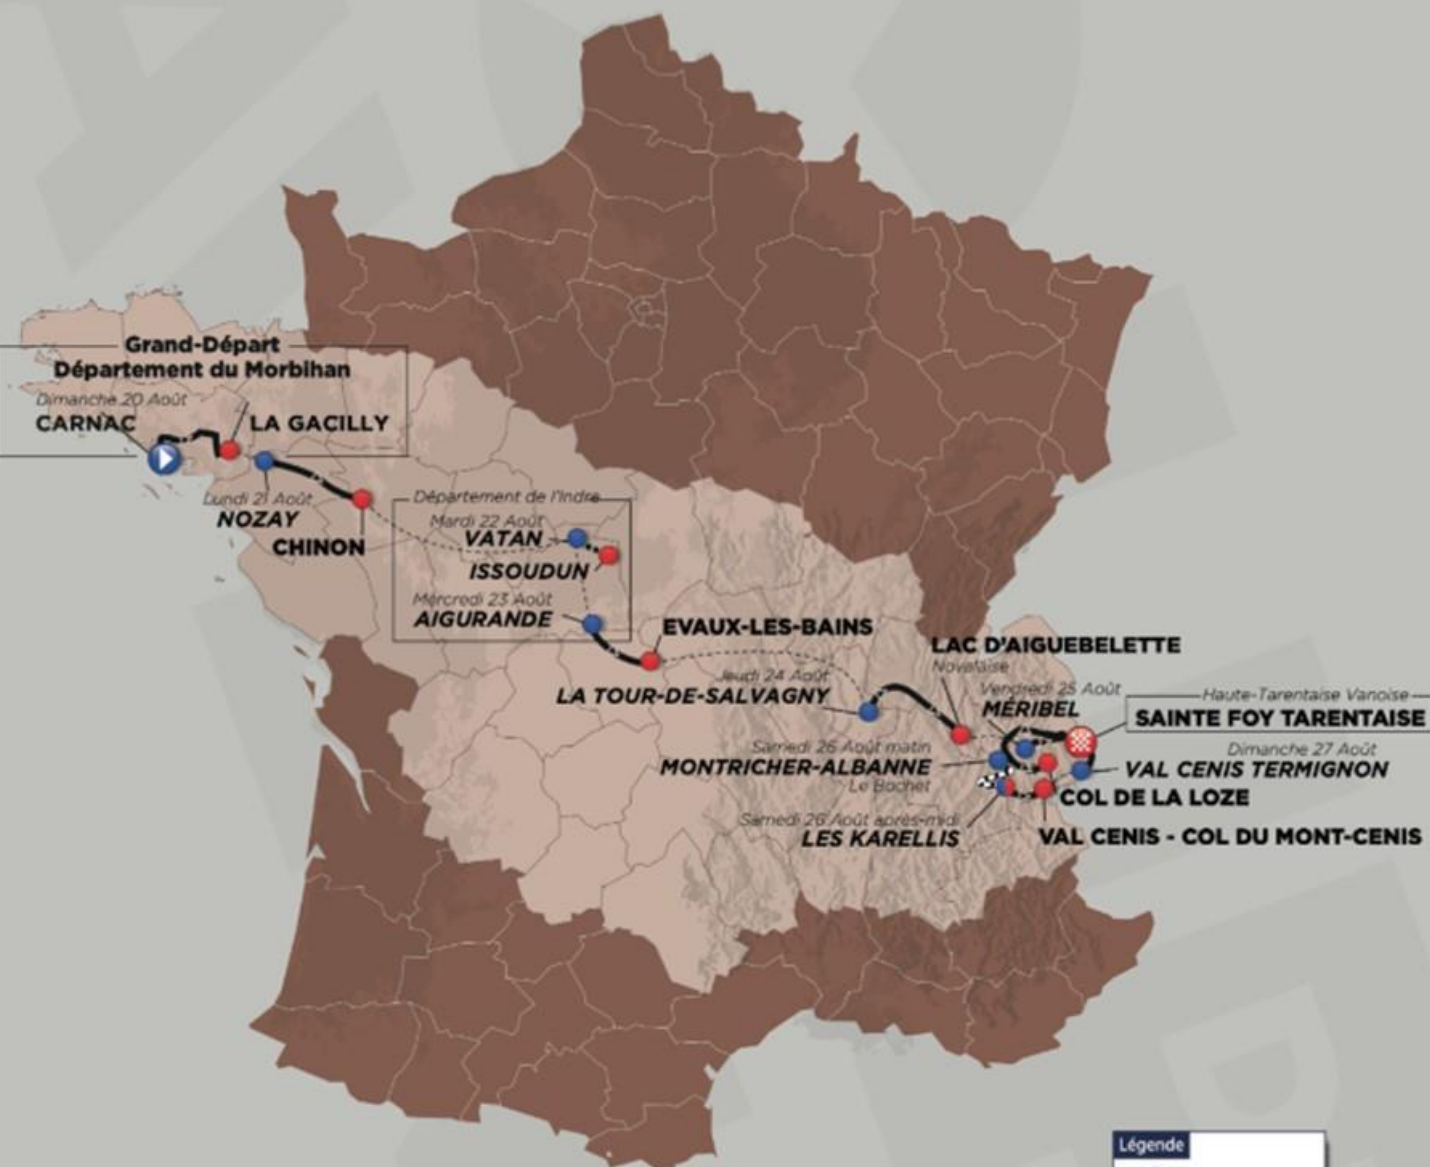 Grand-Départ
Département du Morbihan
Dimanche 20 Août
CARNAC
LA GACILLY
Lundi 21 Août
NOZAY
CHINON
Département de l'Indre
Mardi 22 Août
VATAN
ISSOUDUN
Mercredi 23 Août
AIGURANDE
EVAUX-LES-BAINS
Jeudi 24 Août
LA TOUR-DE-SALVAGNY
LAC D'AIGUEBELETTE
Novalaise
Vendredi 25 Août
MÉRIBEL
Haute-Tarentaise Vanoise
SAINTE FOY TARENTAISE
Samedi 26 Août matin
MONTRICHER-ALBANNE
Le Bochet
Dimanche 27 Août
VAL CENIS TERMIGNON
COL DE LA LOZE
Samedi 26 Août après-midi
LES KARELLIS
VAL CENIS - COL DU MONT-CENIS
Légende